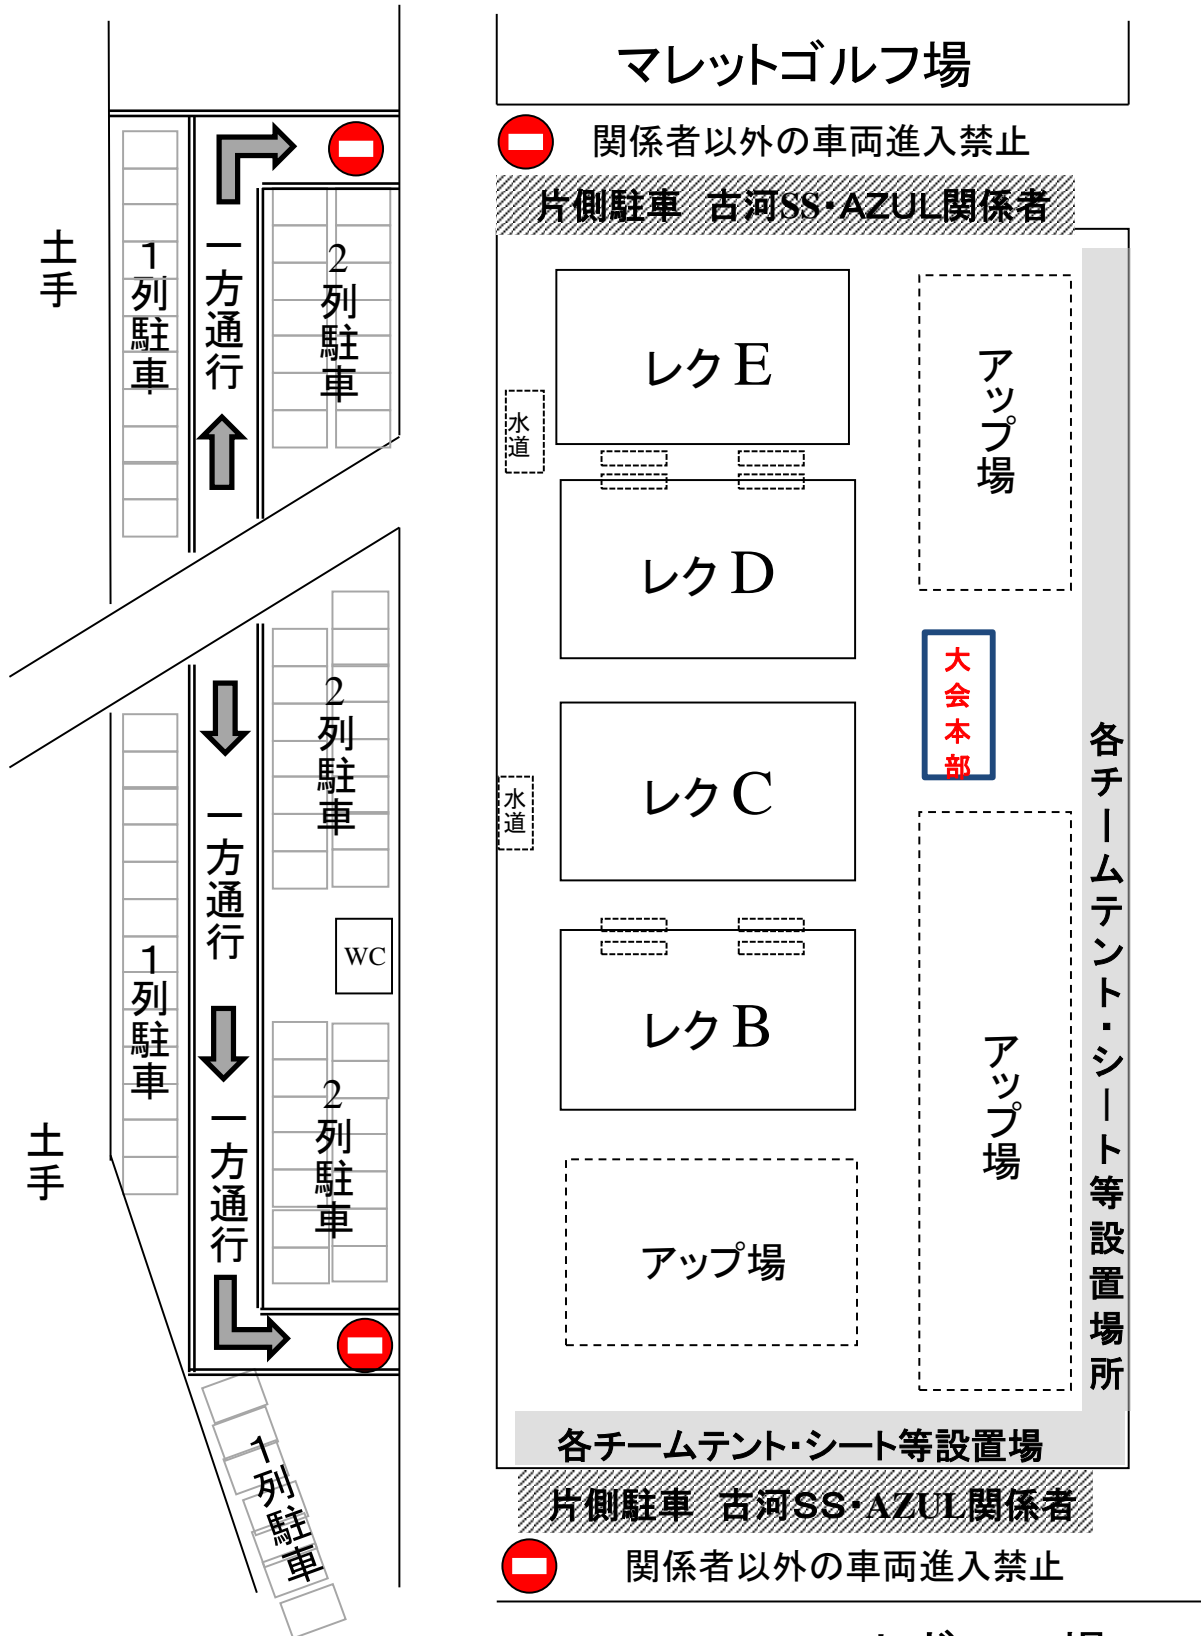 マレットゴルフ場
関係者以外の車両進入禁止
片側駐車 古河SS・AZUL関係者
土手
1列駐車
一方通行
2列駐車
レクE
アップ場
水道
レクD
大会本部
2列駐車
レクC
水道
各チームテント・シート等設置場所
一方通行
WC
1列駐車
レクB
アップ場
土手
一方通行
2列駐車
アップ場
各チームテント・シート等設置場
1列駐車
片側駐車 古河SS・AZUL関係者
関係者以外の車両進入禁止